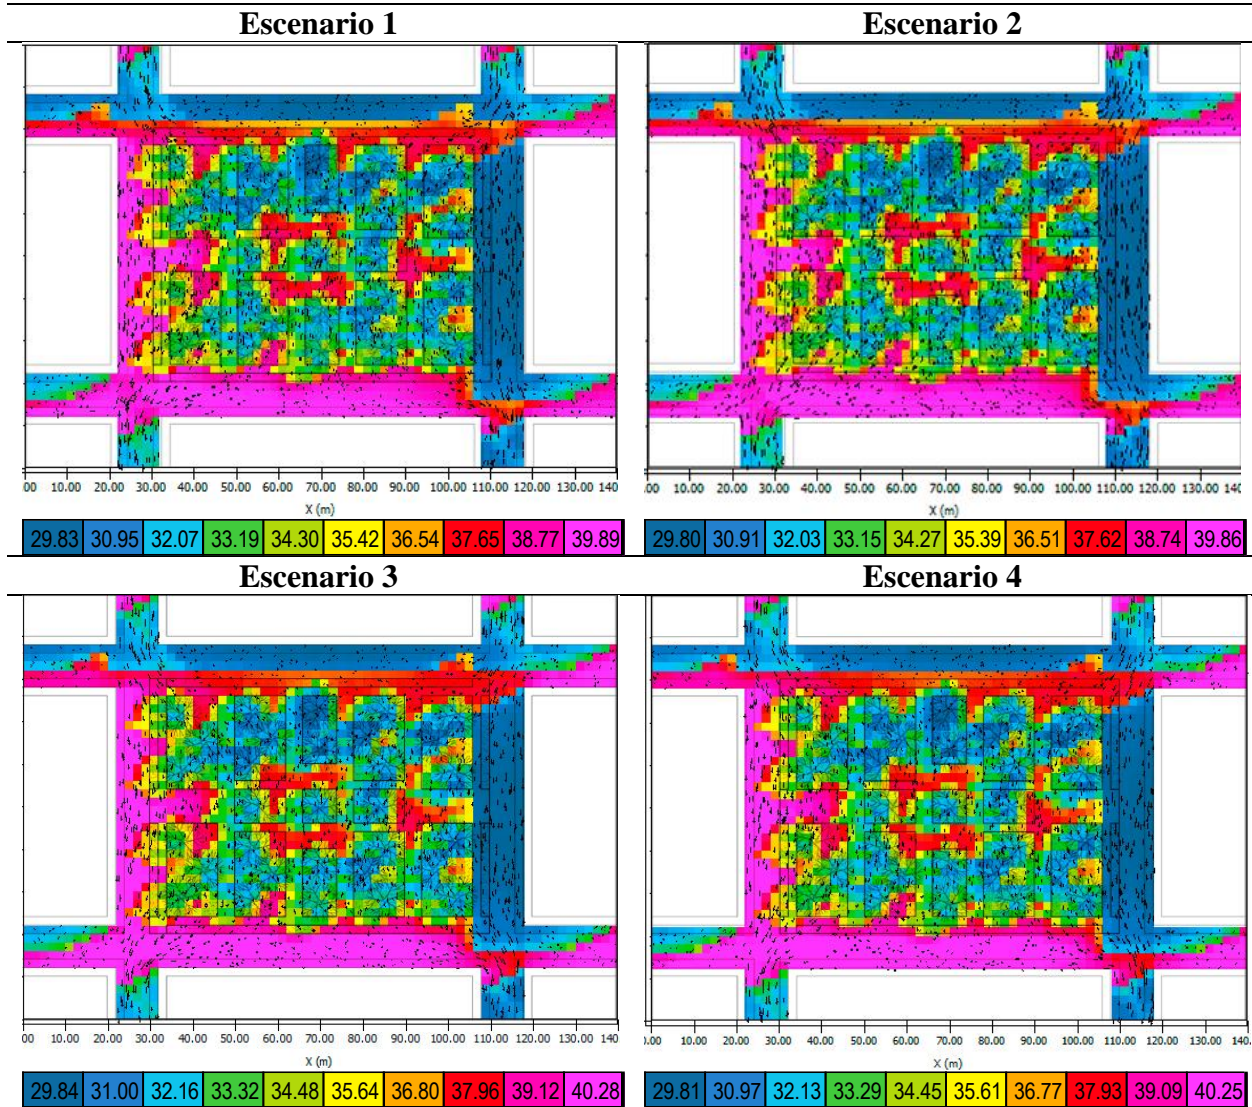 Escenario 1 Escenario 2
00 10.00 20.00 30.00 40.00 50.00 60.00 70.00 80.00 90.00 100.00 110.00 120.00 130.00 140.0
.00 10.00 20.00 30.00 40.00 50.00 60.00 70.00 80.00 90.00 100.00 110.00 120.00 130.00 140
X (m) X (m)
29.83 30.95 32.07 33.19 34.30 35.42 36.54 37.65 38.77 39.89
29.80 30.91 32.03 33.15 34.27 35.39 36.51 37.62 38.74 39.86
Escenario 3 Escenario 4
00 10.00 20.00 30.00 40.00 50.00 60.00 70.00 80.00 90.00 100.00 110.00 120.00 130.00 140.0
0.00 10.00 20.00 30.00 40.00 50.00 60.00 70.00 80.00 90.00 100.00 110.00 120.00 130.00 140.
X (m) X (m)
29.84 31.00 32.16 33.32 34.48 35.64 36.80 37.96 39.12 40.28
29.81 30.97 32.13 33.29 34.45 35.61 36.77 37.93 39.09 40.25